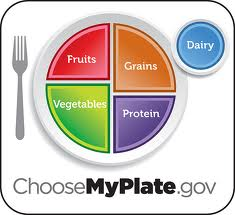 Fruits
Grains
Dairy
Vegetables
Protein
ChooseMyPlate.gov